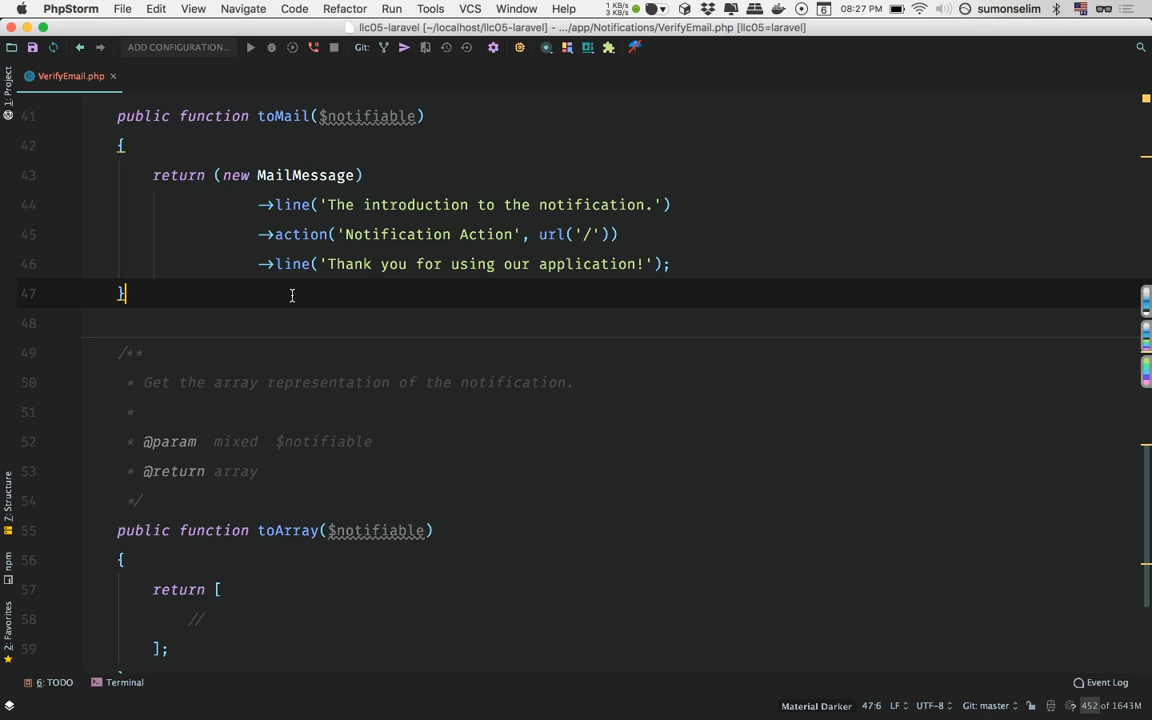 PhpStorm File Edit View Navigate Code Refactor Run Tools VCS Window Help 1 KB/s 3 KB/s 6 08:27 PM sumonselim
llc05-laravel [~/localhost/llc05-laravel] - .../app/Notifications/VerifyEmail.php [llc05=laravel]
ADD CONFIGURATION... Git:
1: Project
VerifyEmail.php
41 public function toMail($notifiable)
42 {
43 return (new MailMessage)
44 →line('The introduction to the notification.')
45 →action('Notification Action', url('/'))
46 →line('Thank you for using our application!');
47 }
48
49 /**
50 * Get the array representation of the notification.
51 *
52 * @param mixed $notifiable
53 * @return array
54 */
55 public function toArray($notifiable)
56 {
57 return [
58 //
59 ];
7: Structure
npm
2: Favorites
6: TODO Terminal Event Log
Material Darker 47:6 LF UTF-8 Git: master 452 of 1643M